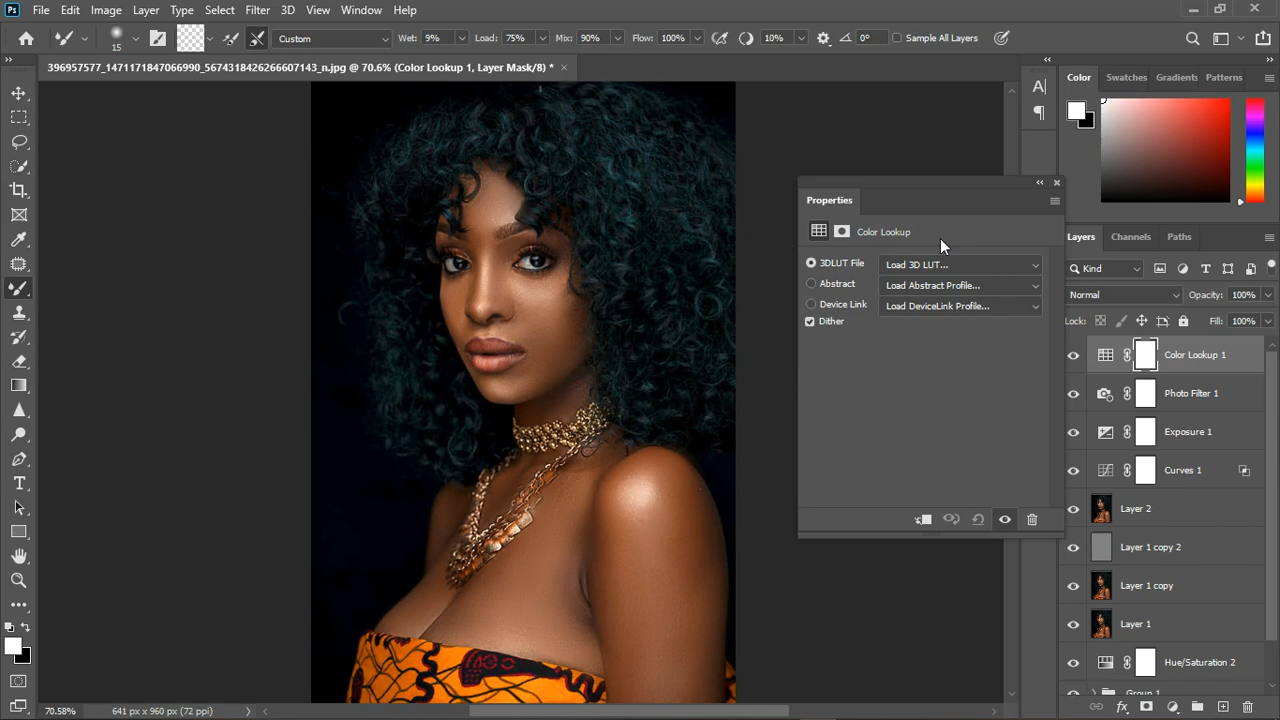 Ps File Edit Image Layer Type Select Filter 3D View Window Help
15 Custom Wet: 9% Load: 75% Mix: 90% Flow: 100% 10% 0° Sample All Layers
396957577_1471171847066990_5674318426266607143_n.jpg @ 70.6% (Color Lookup 1, Layer Mask/8) *
Color Swatches Gradients Patterns
Properties
Color Lookup
3DLUT File Load 3D LUT...
Abstract Load Abstract Profile...
Device Link Load DeviceLink Profile...
Dither
Layers Channels Paths
Kind
Normal Opacity: 100%
Lock: Fill: 100%
Color Lookup 1
Photo Filter 1
Exposure 1
Curves 1
Layer 2
Layer 1 copy 2
Layer 1 copy
Layer 1
Hue/Saturation 2
Group 1
70.58% 641 px x 960 px (72 ppi)